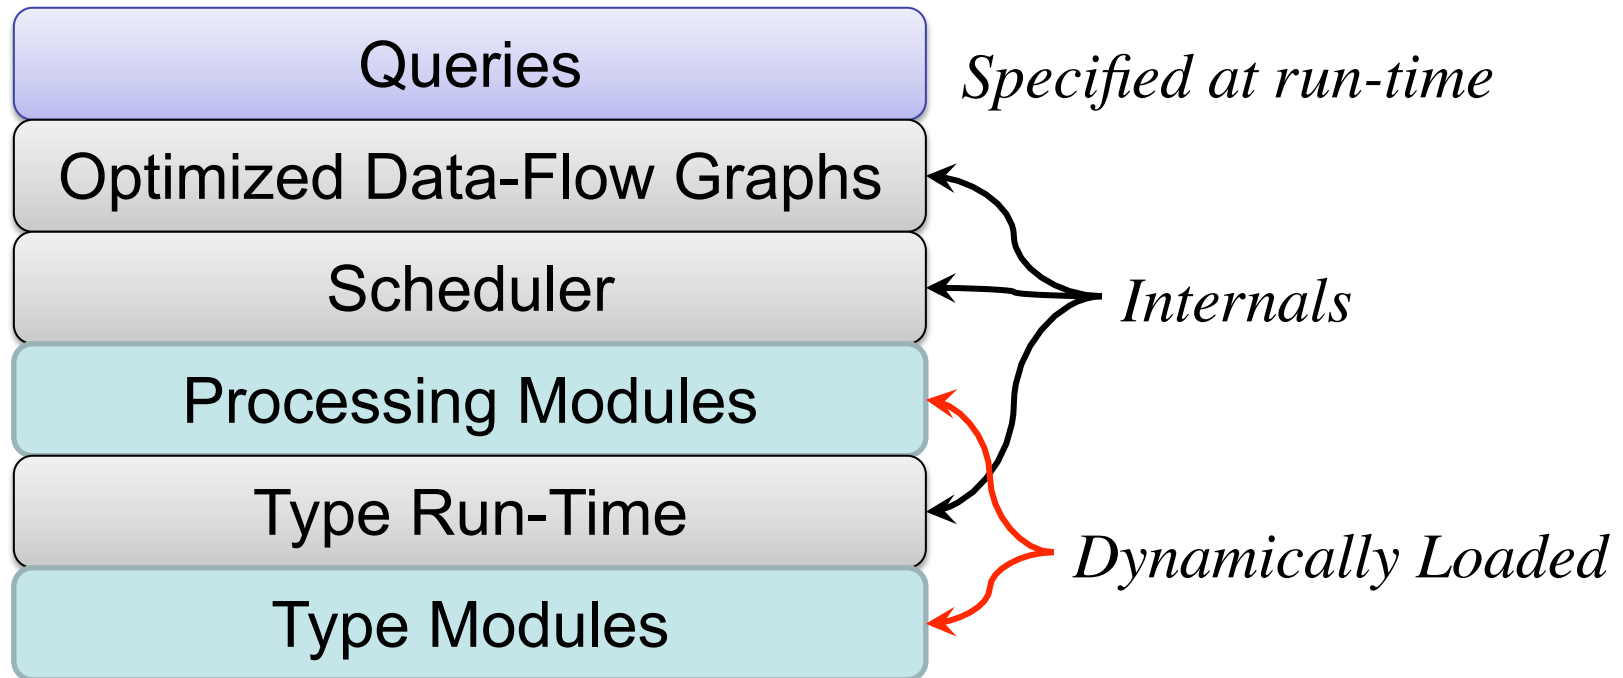 Queries
Specified at run-time
Optimized Data-Flow Graphs
Scheduler
Internals
Processing Modules
Type Run-Time
Dynamically Loaded
Type Modules